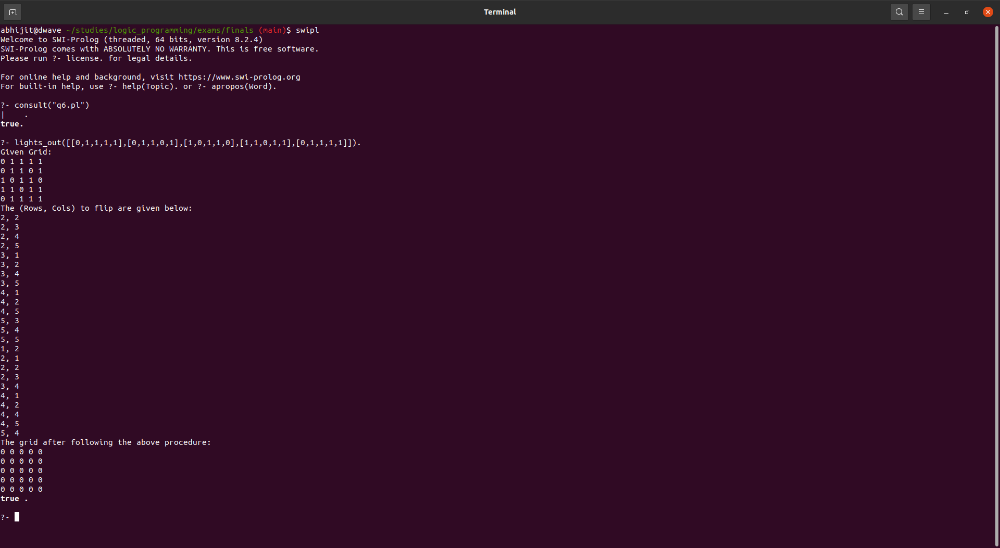 Terminal
abhijit@dwave ~/studies/logic_programming/exams/finals (main)$ swipl
Welcome to SWI-Prolog (threaded, 64 bits, version 8.2.4)
SWI-Prolog comes with ABSOLUTELY NO WARRANTY. This is free software.
Please run ?- license. for legal details.
For online help and background, visit https://www.swi-prolog.org
For built-in help, use ?- help(Topic). or ?- apropos(Word).
?- consult("q6.pl")
|    .
true.
?- lights_out([[0,1,1,1,1],[0,1,1,0,1],[1,0,1,1,0],[1,1,0,1,1],[0,1,1,1,1]]).
Given Grid:
0 1 1 1 1
0 1 1 0 1
1 0 1 1 0
1 1 0 1 1
0 1 1 1 1
The (Rows, Cols) to flip are given below:
2, 2
2, 3
2, 4
2, 5
3, 1
3, 2
3, 4
3, 5
4, 1
4, 2
4, 5
5, 3
5, 4
5, 5
1, 2
2, 1
2, 2
2, 3
3, 4
4, 1
4, 2
4, 4
4, 5
5, 4
The grid after following the above procedure:
0 0 0 0 0
0 0 0 0 0
0 0 0 0 0
0 0 0 0 0
0 0 0 0 0
true .
?-